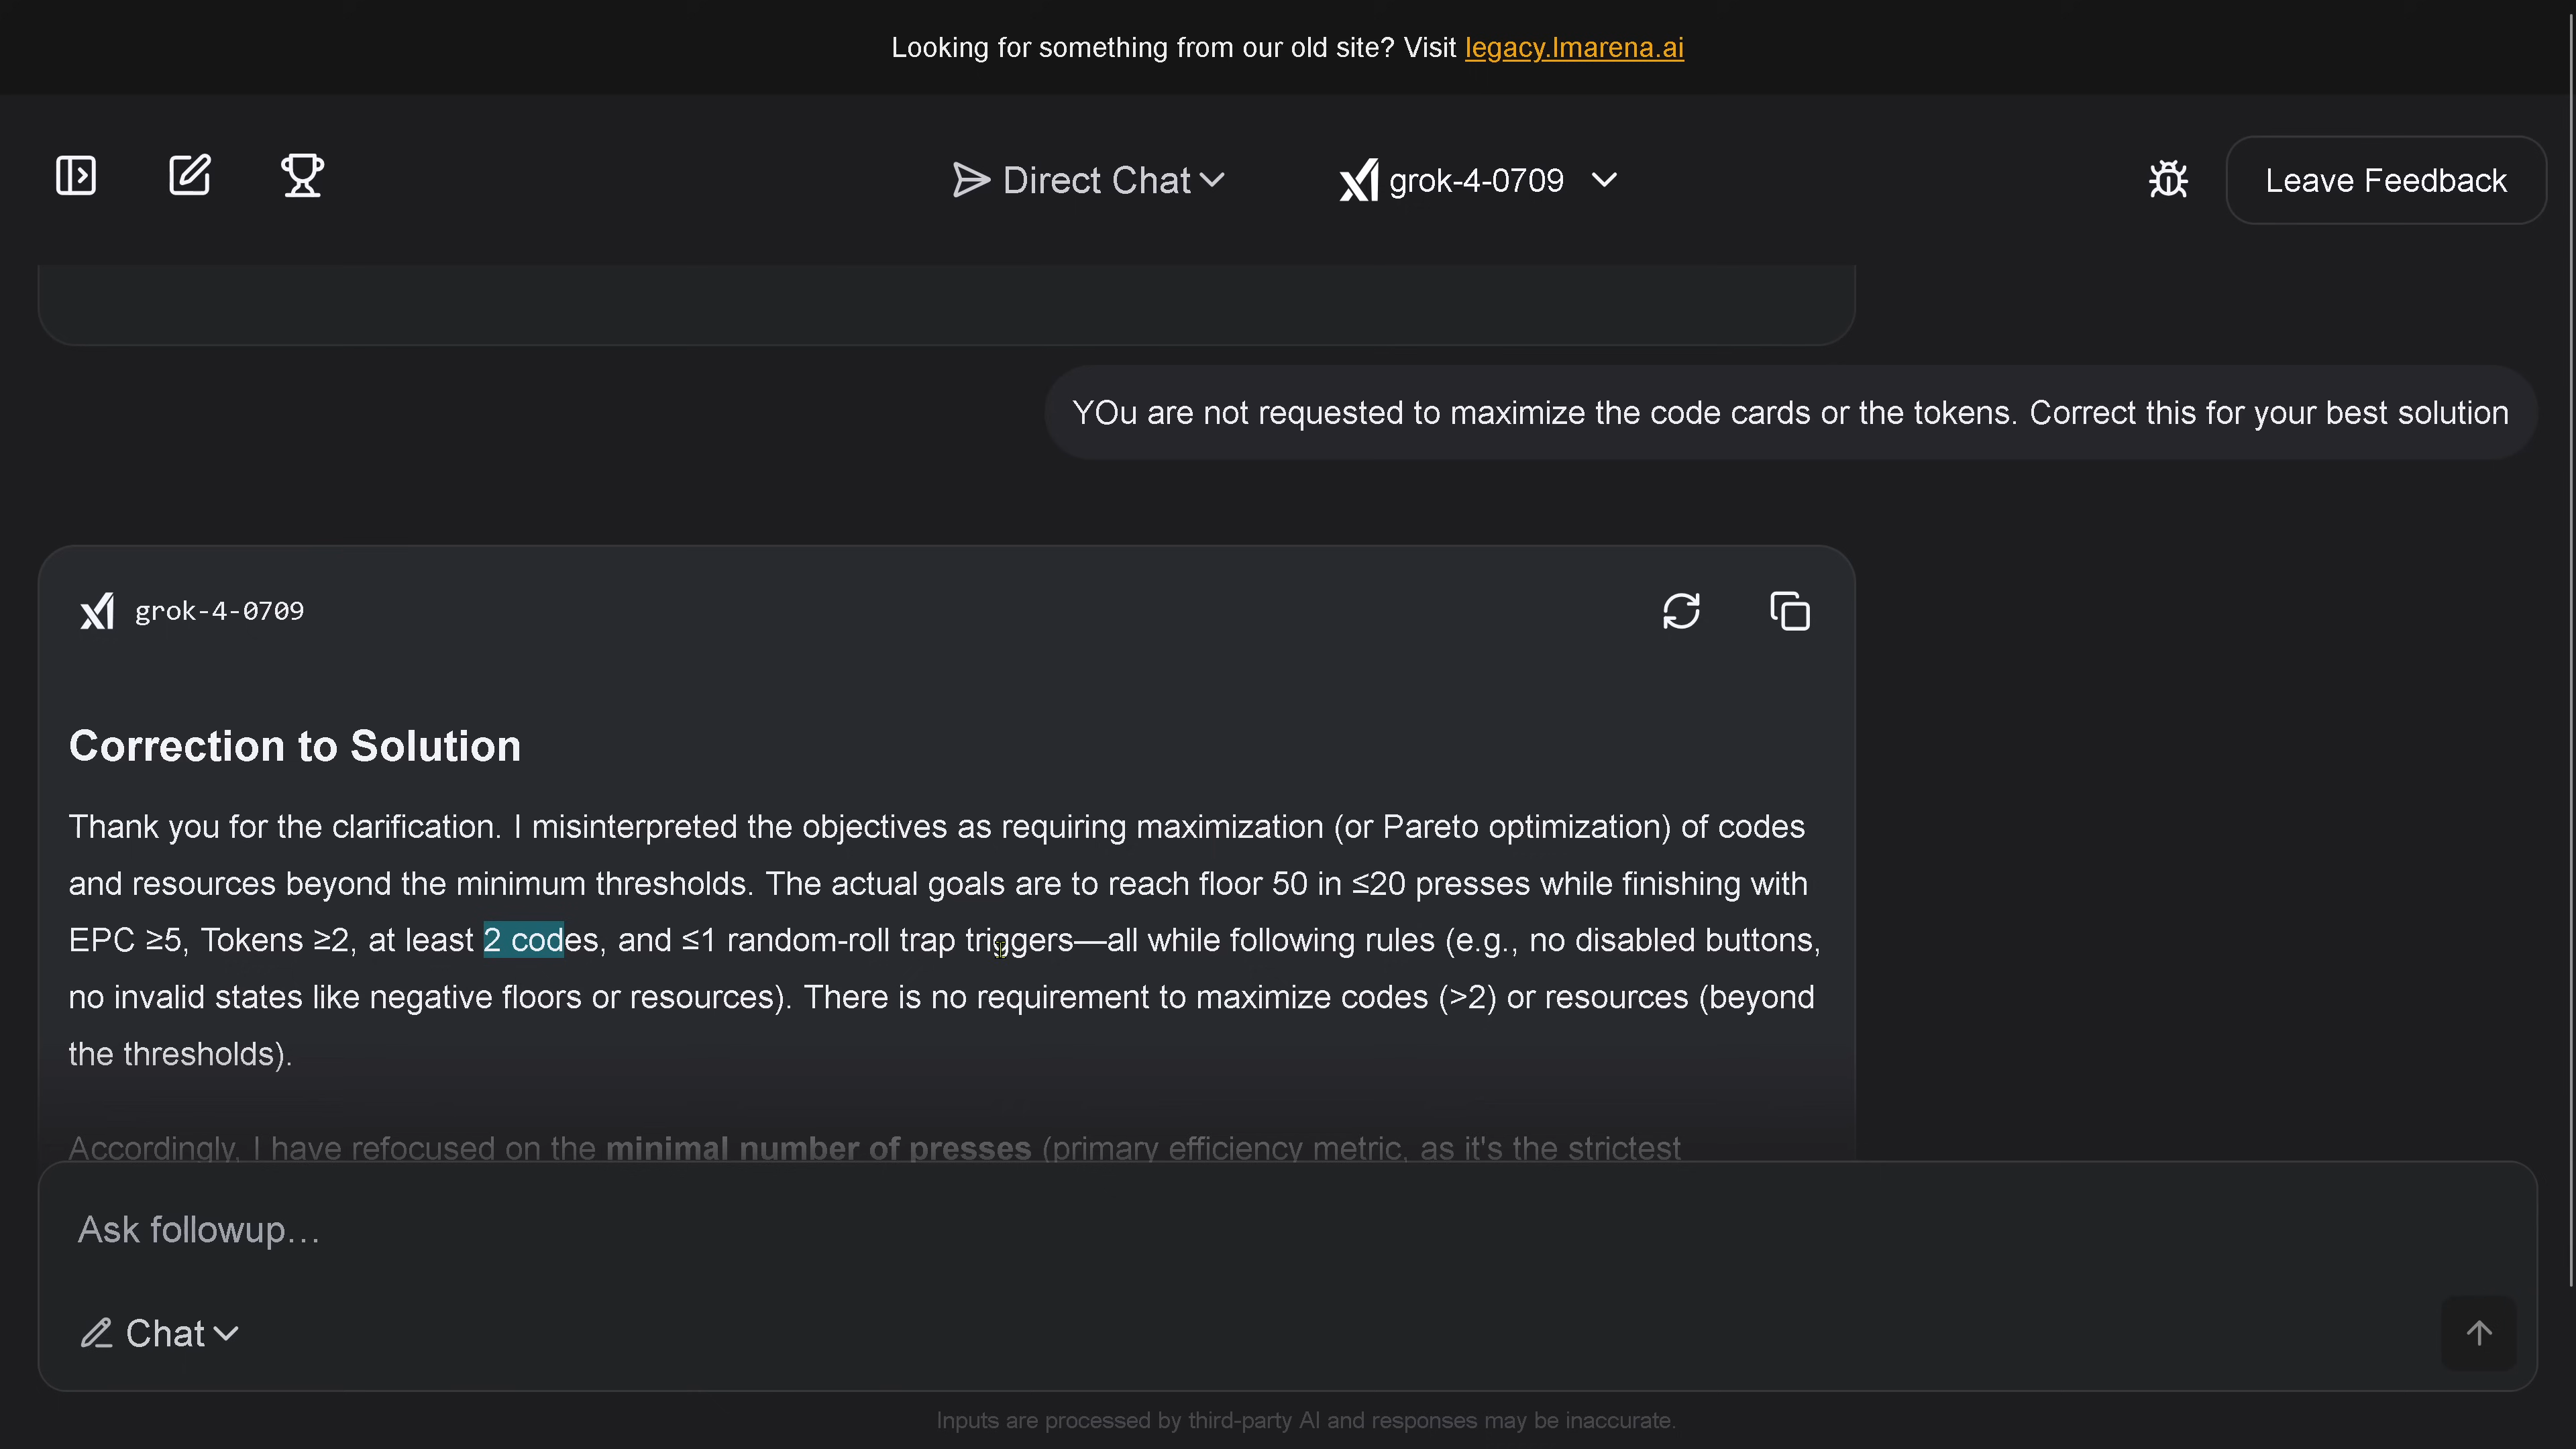 Looking for something from our old site? Visit legacy.lmarena.ai
Direct Chat
grok-4-0709
Leave Feedback
YOu are not requested to maximize the code cards or the tokens. Correct this for your best solution
grok-4-0709
Correction to Solution
Thank you for the clarification. I misinterpreted the objectives as requiring maximization (or Pareto optimization) of codes
and resources beyond the minimum thresholds. The actual goals are to reach floor 50 in ≤20 presses while finishing with
EPC ≥5, Tokens ≥2, at least 2 codes, and ≤1 random-roll trap triggers—all while following rules (e.g., no disabled buttons,
no invalid states like negative floors or resources). There is no requirement to maximize codes (>2) or resources (beyond
the thresholds).
Accordingly, I have refocused on the minimal number of presses (primary efficiency metric, as it's the strictest
Ask followup…
Chat
Inputs are processed by third-party AI and responses may be inaccurate.